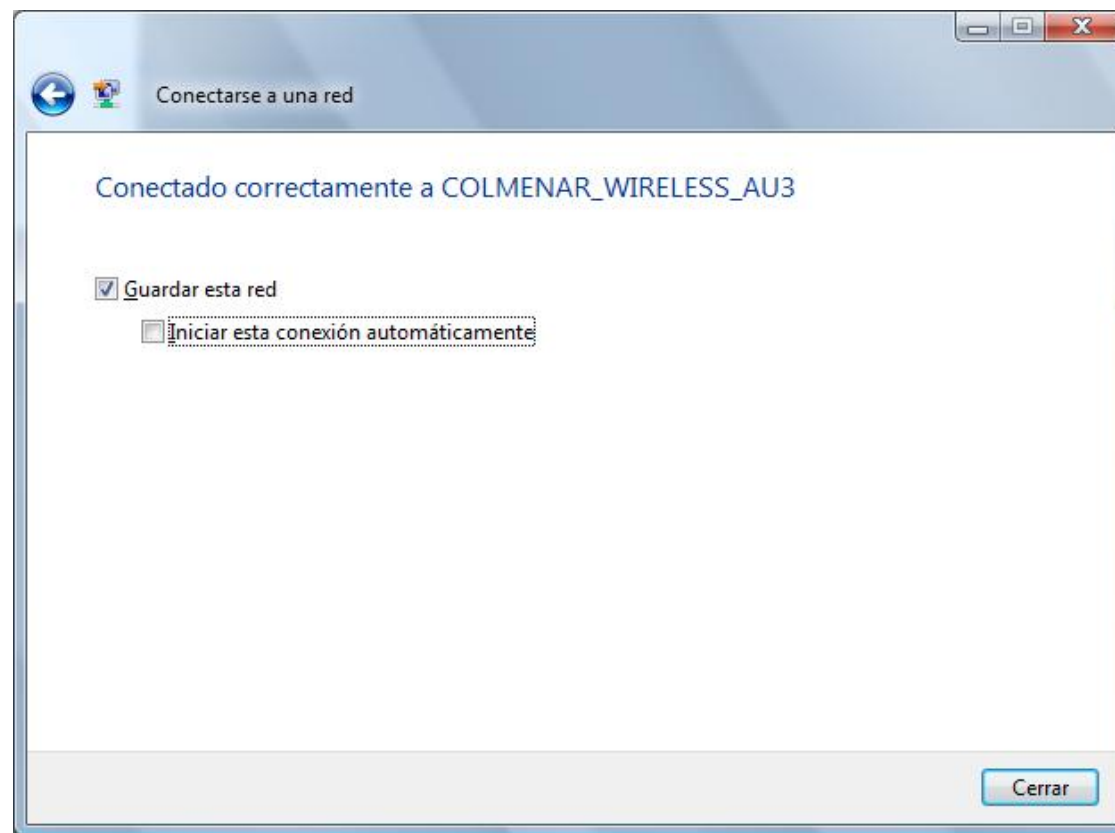 Conectarse a una red
Conectado correctamente a COLMENAR_WIRELESS_AU3
Guardar esta red
Iniciar esta conexión automáticamente
Cerrar